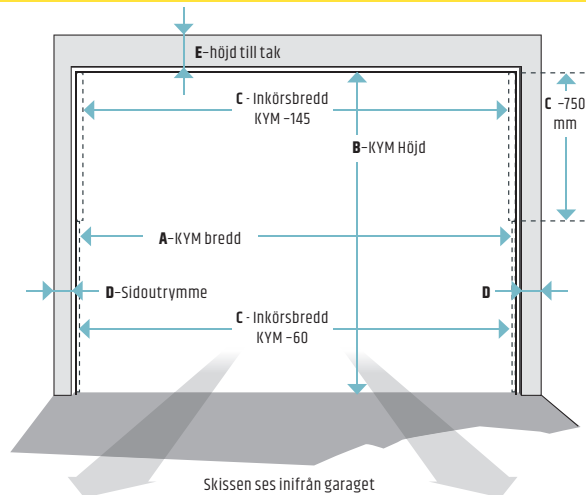 E-höjd till tak
C - Inkörsbredd
KYM -145
C -750
mm
B-KYM Höjd
A-KYM bredd
D-Sidoutrymme
D
C - Inkörsbredd
KYM -60
Skissen ses inifrån garaget